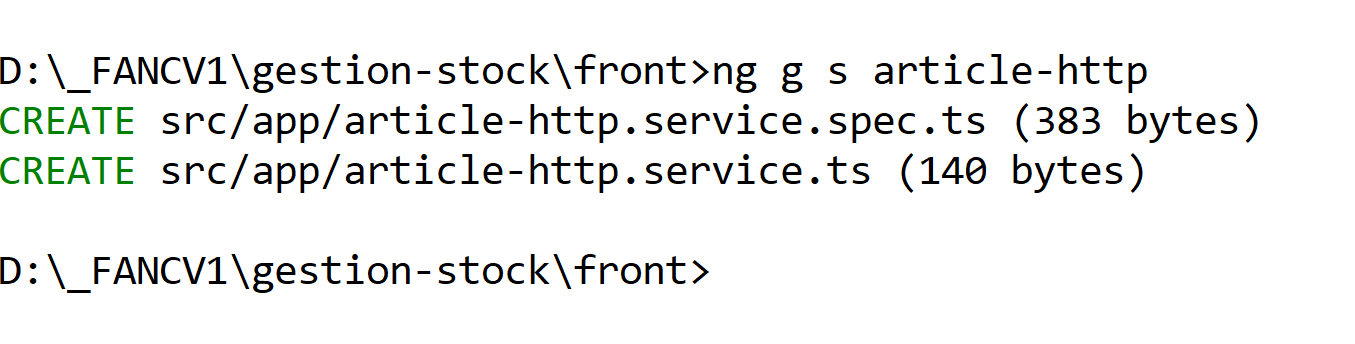 D:\_FANCV1\gestion-stock\front>ng g s article-http
CREATE src/app/article-http.service.spec.ts (383 bytes)
CREATE src/app/article-http.service.ts (140 bytes)
D:\_FANCV1\gestion-stock\front>